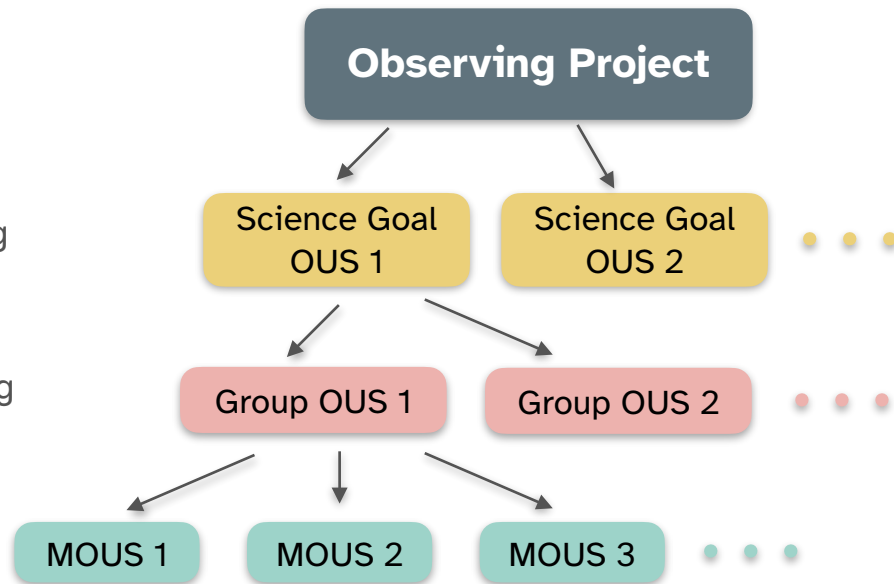 Observing Project
Science Goal
OUS 1
Science Goal
OUS 2
g
Group OUS 1
Group OUS 2
g
MOUS 1
MOUS 2
MOUS 3